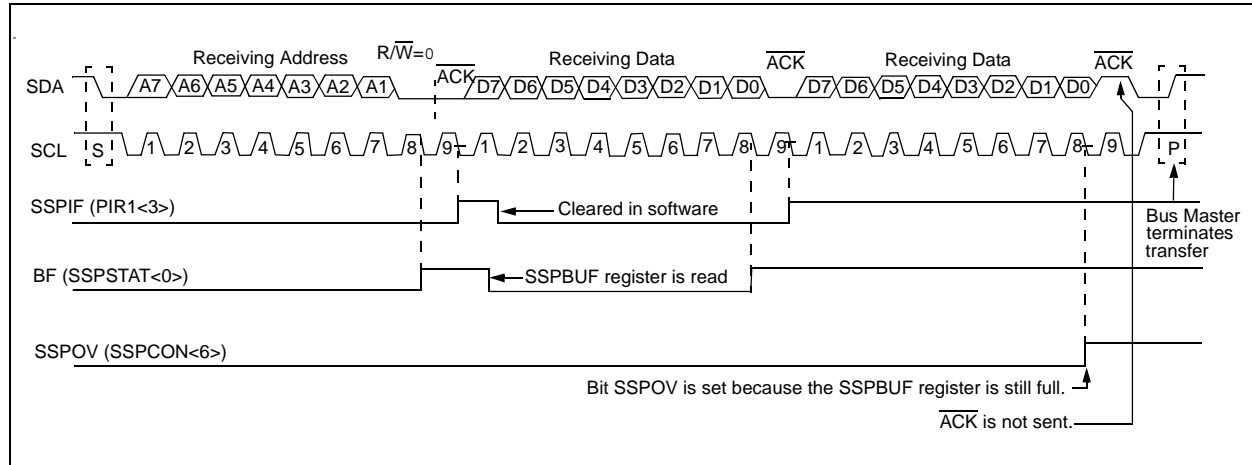 Receiving Address R/W=0 Receiving Data ACK Receiving Data ACK
ACK
SDA A7 A6 A5 A4 A3 A2 A1 D7 D6 D5 D4 D3 D2 D1 D0 D7 D6 D5 D4 D3 D2 D1 D0
SCL S 1 2 3 4 5 6 7 8 9 1 2 3 4 5 6 7 8 9 1 2 3 4 5 6 7 8 9 P
SSPIF (PIR1<3>)
Cleared in software
Bus Master
terminates
transfer
BF (SSPSTAT<0>)
SSPBUF register is read
SSPOV (SSPCON<6>)
Bit SSPOV is set because the SSPBUF register is still full.
ACK is not sent.